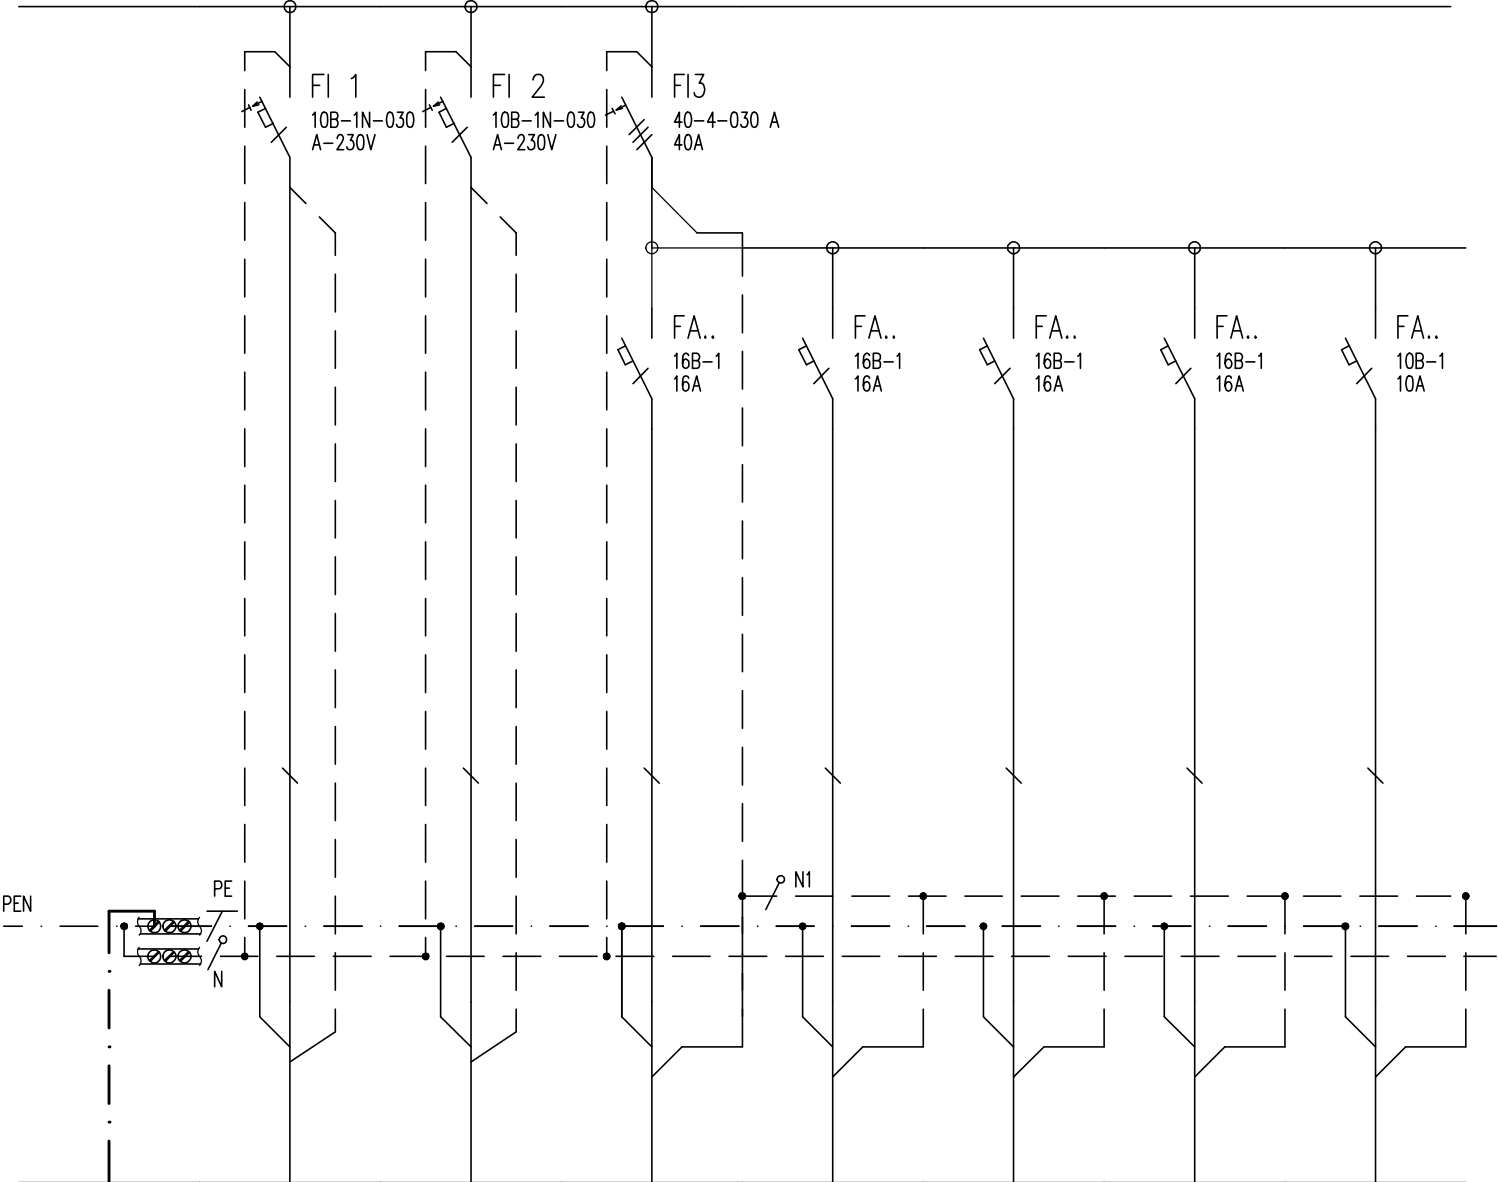 FI 1
10B-1N-030
A-230V
FI 2
10B-1N-030
A-230V
FI3
40-4-030 A
40A
FA..
16B-1
16A
FA..
16B-1
16A
FA..
16B-1
16A
FA..
16B-1
16A
FA..
10B-1
10A
PEN
PE
N
N1